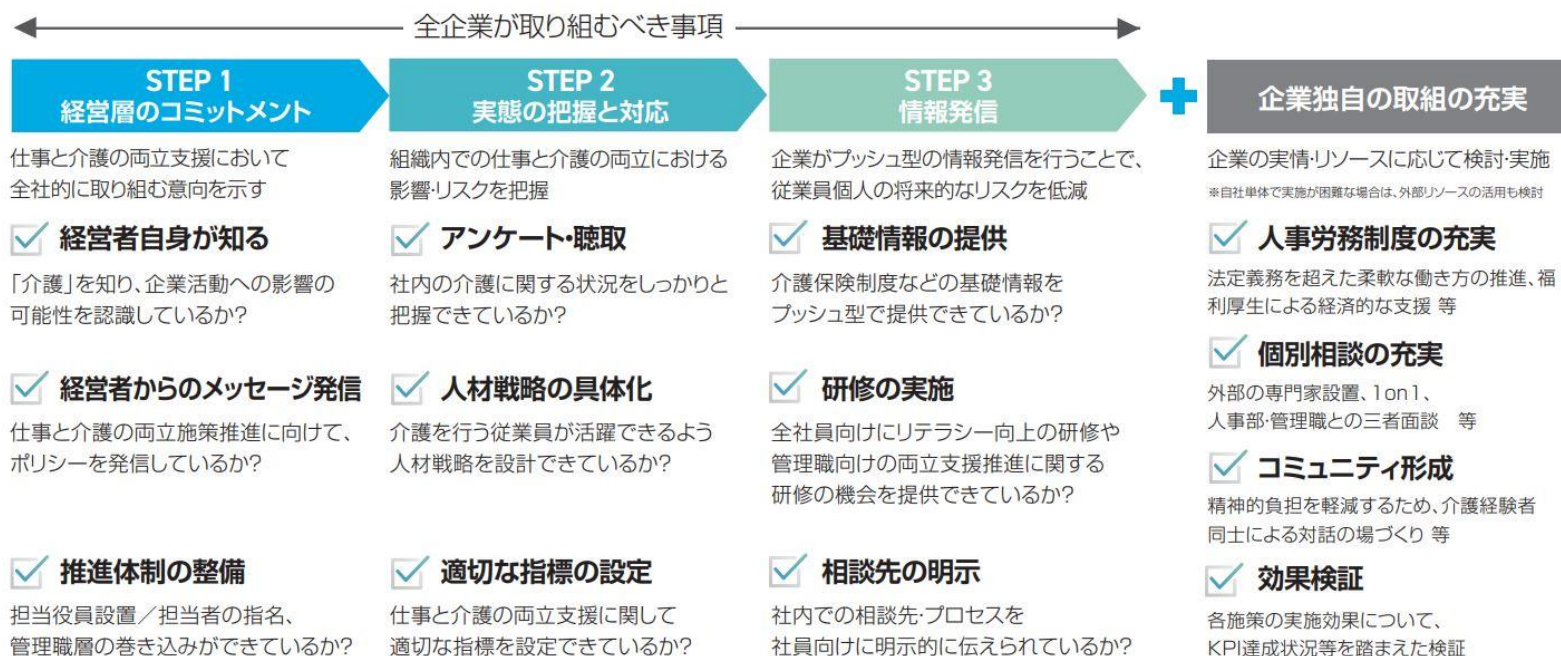 全企業が取り組むべき事項
STEP 1
経営層のコミットメント
仕事と介護の両立支援において
全社的に取り組む意向を示す
経営者自身が知る
「介護」を知り、企業活動への影響の
可能性を認識しているか?
経営者からのメッセージ発信
仕事と介護の両立施策推進に向けて、
ポリシーを発信しているか?
推進体制の整備
担当役員設置／担当者の指名、
管理職層の巻き込みができているか?
STEP 2
実態の把握と対応
組織内での仕事と介護の両立における
影響・リスクを把握
アンケート・聴取
社内の介護に関する状況をしっかりと
把握できているか?
人材戦略の具体化
介護を行う従業員が活躍できるよう
人材戦略を設計できているか?
適切な指標の設定
仕事と介護の両立支援に関して
適切な指標を設定できているか?
STEP 3
情報発信
企業がプッシュ型の情報発信を行うことで、
従業員個人の将来的なリスクを低減
基礎情報の提供
介護保険制度などの基礎情報を
プッシュ型で提供できているか?
研修の実施
全社員向けにリテラシー向上の研修や
管理職向けの両立支援推進に関する
研修の機会を提供できているか?
相談先の明示
社内での相談先・プロセスを
社員向けに明示的に伝えられているか?
企業独自の取組の充実
企業の実情・リソースに応じて検討・実施
※自社単体で実施が困難な場合は、外部リソースの活用も検討
人事労務制度の充実
法定義務を超えた柔軟な働き方の推進、福
利厚生による経済的な支援 等
個別相談の充実
外部の専門家設置、1on1、
人事部・管理職との三者面談　等
コミュニティ形成
精神的負担を軽減するため、介護経験者
同士による対話の場づくり 等
効果検証
各施策の実施効果について、
KPI達成状況等を踏まえた検証